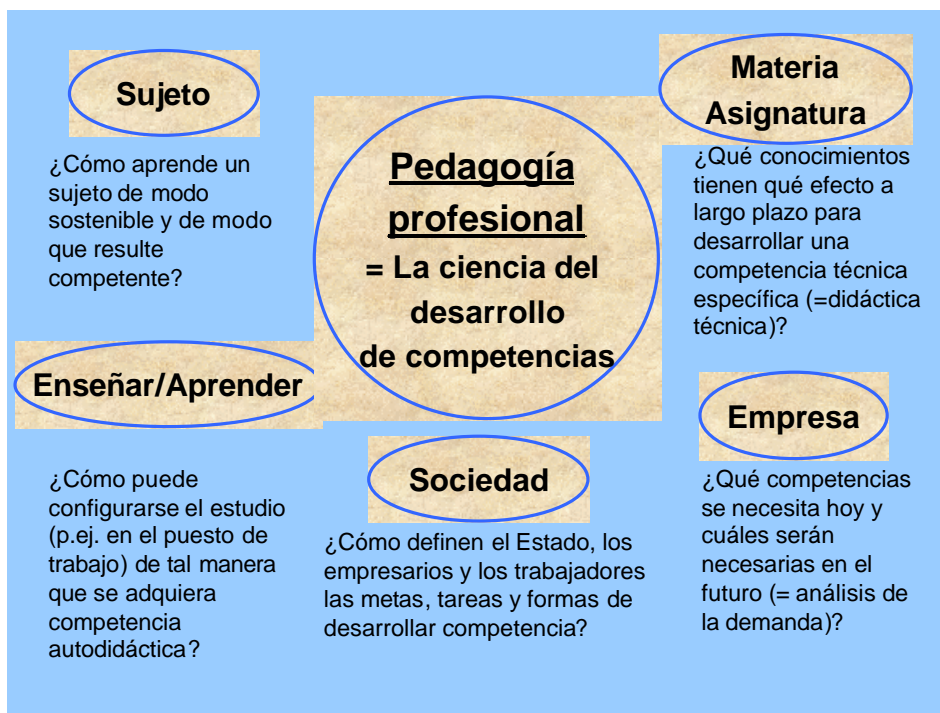 Sujeto
¿Cómo aprende un
sujeto de modo
sostenible y de modo
que resulte
competente?
Pedagogía
profesional
= La ciencia del
desarrollo
de competencias
Materia
Asignatura
¿Qué conocimientos
tienen qué efecto a
largo plazo para
desarrollar una
competencia técnica
específica (=didáctica
técnica)?
Enseñar/Aprender
¿Cómo puede
configurarse el estudio
(p.ej. en el puesto de
trabajo) de tal manera
que se adquiera
competencia
autodidáctica?
Sociedad
¿Cómo definen el Estado, los
empresarios y los trabajadores
las metas, tareas y formas de
desarrollar competencia?
Empresa
¿Qué competencias
se necesita hoy y
cuáles serán
necesarias en el
futuro (= análisis de
la demanda)?